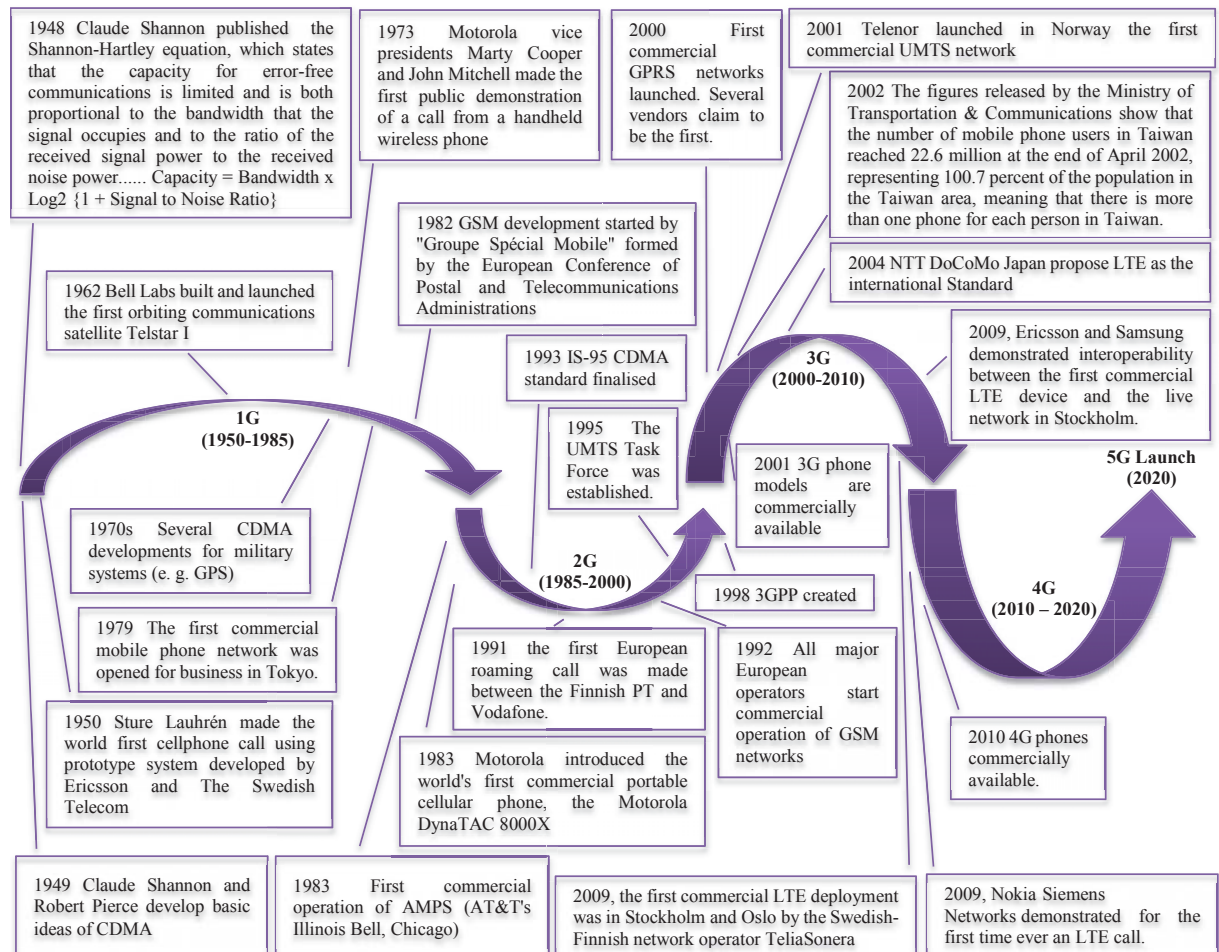 1948 Claude Shannon published the
Shannon-Hartley equation, which states
that the capacity for error-free
communications is limited and is both
proportional to the bandwidth that the
signal occupies and to the ratio of the
received signal power to the received
noise power...... Capacity = Bandwidth x
Log2 {1 + Signal to Noise Ratio}
1973 Motorola vice
presidents Marty Cooper
and John Mitchell made the
first public demonstration
of a call from a handheld
wireless phone
2000 First
commercial
GPRS networks
launched. Several
vendors claim to
be the first.
2001 Telenor launched in Norway the first
commercial UMTS network
2002 The figures released by the Ministry of
Transportation & Communications show that
the number of mobile phone users in Taiwan
reached 22.6 million at the end of April 2002,
representing 100.7 percent of the population in
the Taiwan area, meaning that there is more
than one phone for each person in Taiwan.
1982 GSM development started by
"Groupe Spécial Mobile" formed
by the European Conference of
Postal and Telecommunications
Administrations
2004 NTT DoCoMo Japan propose LTE as the
international Standard
1962 Bell Labs built and launched
the first orbiting communications
satellite Telstar I
1993 IS-95 CDMA
standard finalised
2009, Ericsson and Samsung
demonstrated interoperability
between the first commercial
LTE device and the live
network in Stockholm.
3G
(2000-2010)
1G
(1950-1985)
1995 The
UMTS Task
Force was
established.
2001 3G phone
models are
commercially
available
5G Launch
(2020)
1970s Several CDMA
developments for military
systems (e. g. GPS)
2G
(1985-2000)
4G
(2010 – 2020)
1998 3GPP created
1979 The first commercial
mobile phone network was
opened for business in Tokyo.
1991 the first European
roaming call was made
between the Finnish PT and
Vodafone.
1992 All major
European
operators start
commercial
operation of GSM
networks
1950 Sture Lauhrén made the
world first cellphone call using
prototype system developed by
Ericsson and The Swedish
Telecom
1983 Motorola introduced the
world's first commercial portable
cellular phone, the Motorola
DynaTAC 8000X
2010 4G phones
commercially
available.
1949 Claude Shannon and
Robert Pierce develop basic
ideas of CDMA
1983 First commercial
operation of AMPS (AT&T's
Illinois Bell, Chicago)
2009, the first commercial LTE deployment
was in Stockholm and Oslo by the Swedish-
Finnish network operator TeliaSonera
2009, Nokia Siemens
Networks demonstrated for the
first time ever an LTE call.